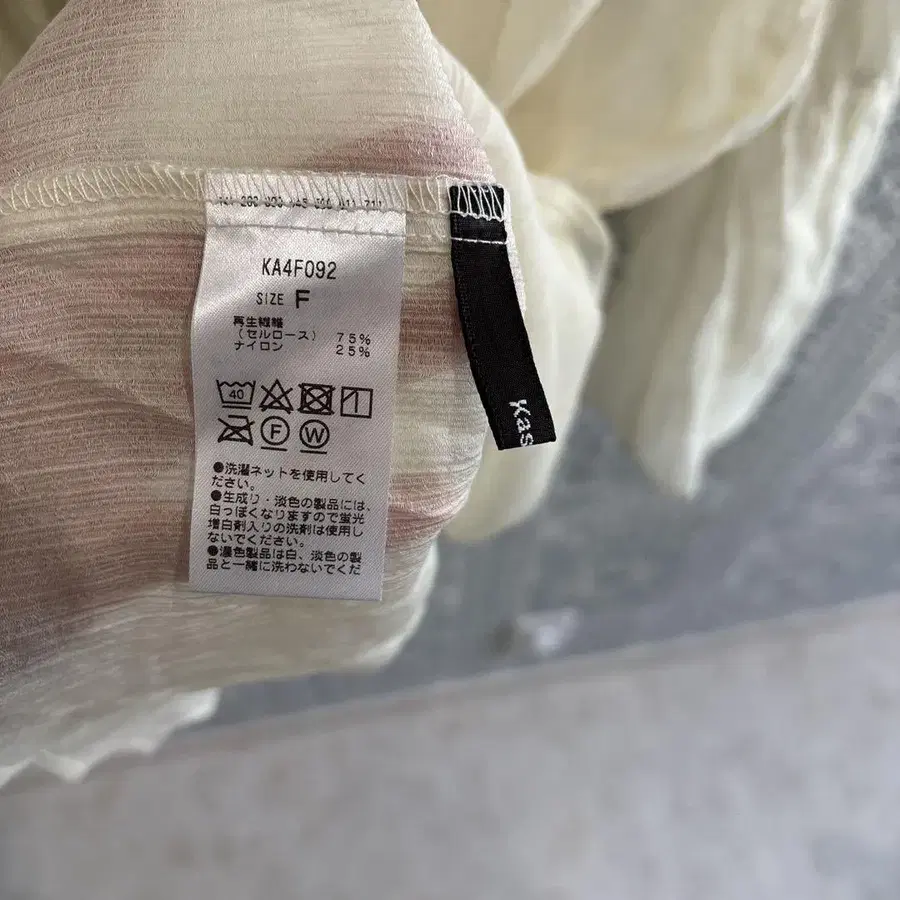 KA4F092
SIZE F
再生繊維
(セルロース) 75%
ナイロン 25%
40
F W
●洗濯ネットを使用してく
ださい。
●生成り・淡色の製品には、
白っぽくなりますので蛍光
増白剤入りの洗剤は使用し
ないでください。
●濃色製品は白、淡色の製
品と一緒に洗わないでくだ
Kas